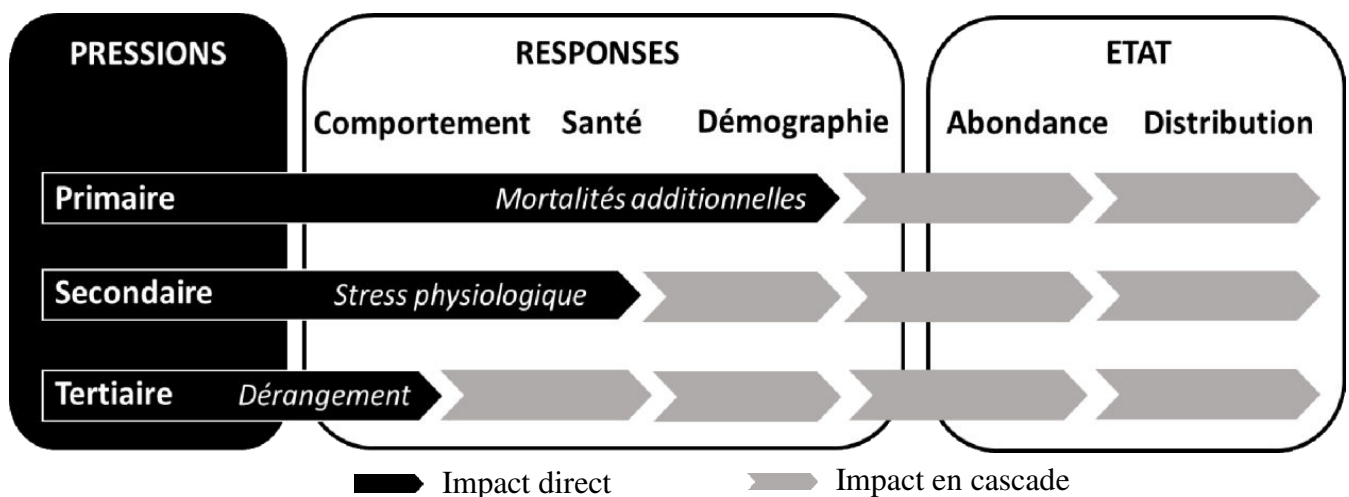 PRESSIONS
RESPONSES
ETAT
Comportement Santé Démographie
Abondance Distribution
Primaire
Mortalités additionnelles
Secondaire
Stress physiologique
Tertiaire
Dérangement
Impact direct
Impact en cascade